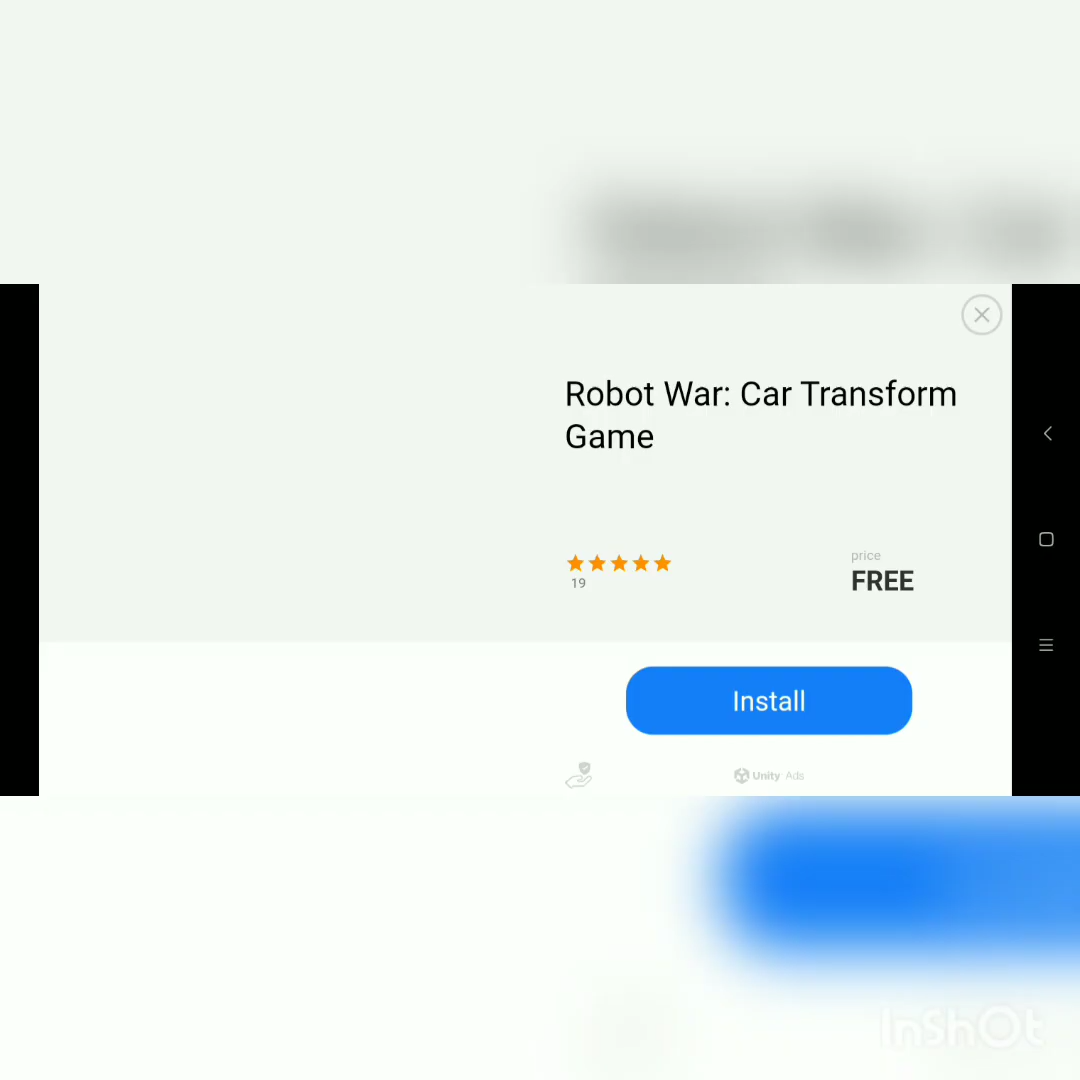 Robot War: Car Transform
Game
price
19
FREE
Install
Unity Ads
InShOt